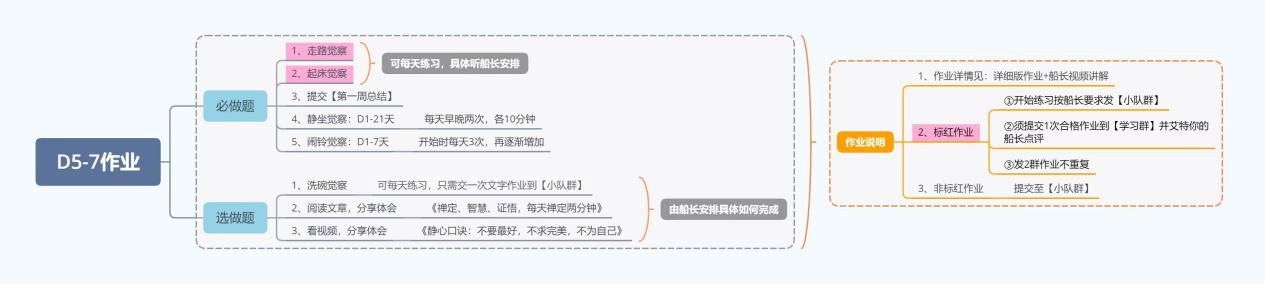 D5-7作业
必做题
1、走路觉察
2、起床觉察
可每天练习，具体听船长安排
3、提交【第一周总结】
4、静坐觉察：D1-21天 每天早晚两次，各10分钟
5、闹铃觉察：D1-7天 开始时每天3次，再逐渐增加
选做题
1、洗碗觉察 可每天练习，只需交一次文字作业到【小队群】
2、阅读文章，分享体会 《禅定、智慧、证悟，每天禅定两分钟》
3、看视频，分享体会 《静心口诀：不要最好，不求完美，不为自己》
由船长安排具体如何完成
作业说明
1、作业详情见：详细版作业+船长视频讲解
2、标红作业
①开始练习按船长要求发【小队群】
②须提交1次合格作业到【学习群】并艾特你的
船长点评
③发2群作业不重复
3、非标红作业 提交至【小队群】